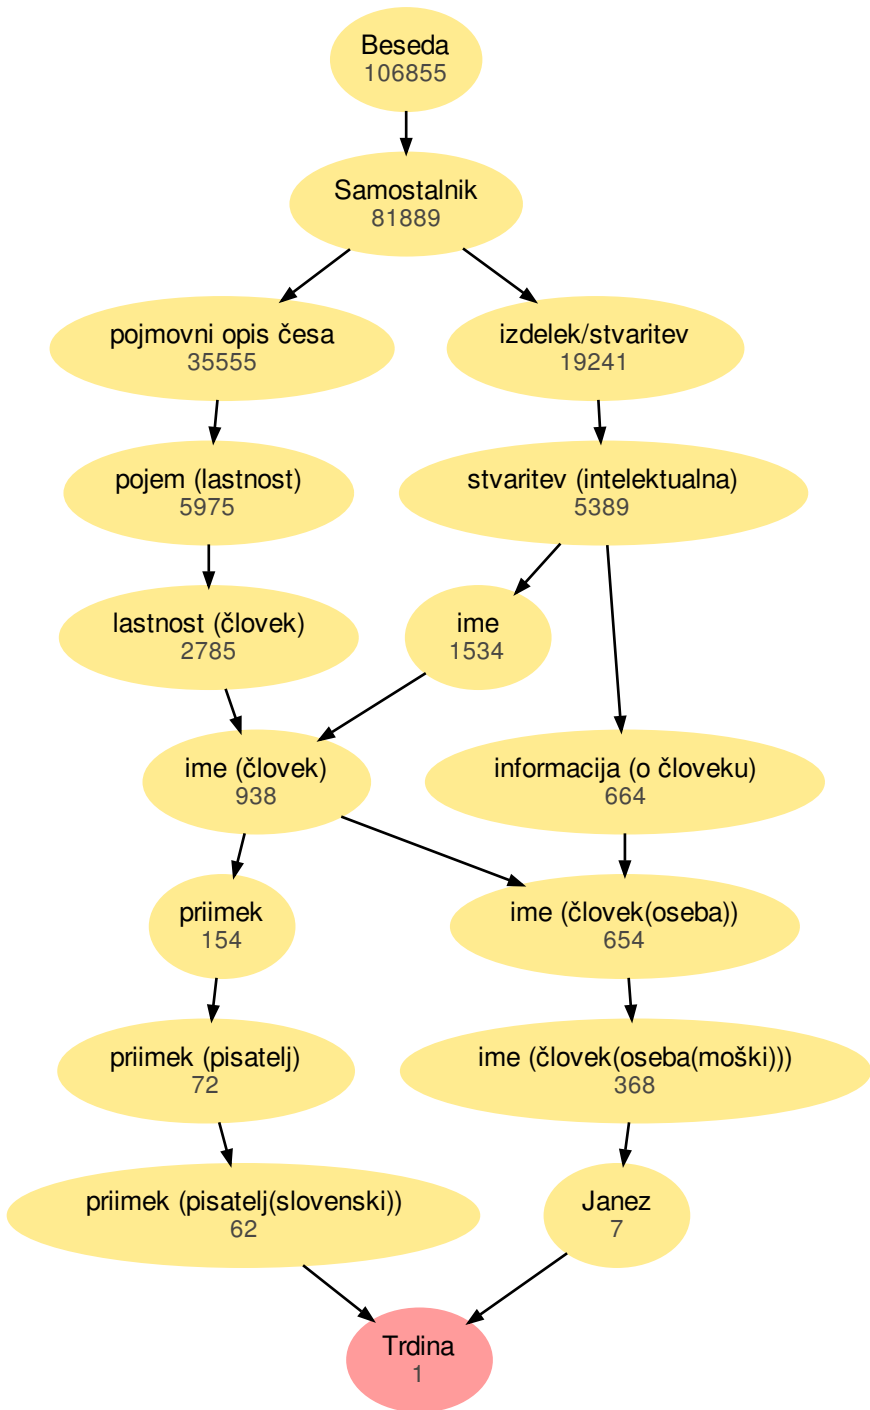 Beseda
106855
Samostalnik
81889
pojmovni opis česa
35555
izdelek/stvaritev
19241
pojem (lastnost)
5975
stvaritev (intelektualna)
5389
lastnost (človek)
2785
ime
1534
ime (človek)
938
informacija (o človeku)
664
priimek
154
ime (človek(oseba))
654
priimek (pisatelj)
72
ime (človek(oseba(moški)))
368
priimek (pisatelj(slovenski))
62
Janez
7
Trdina
1